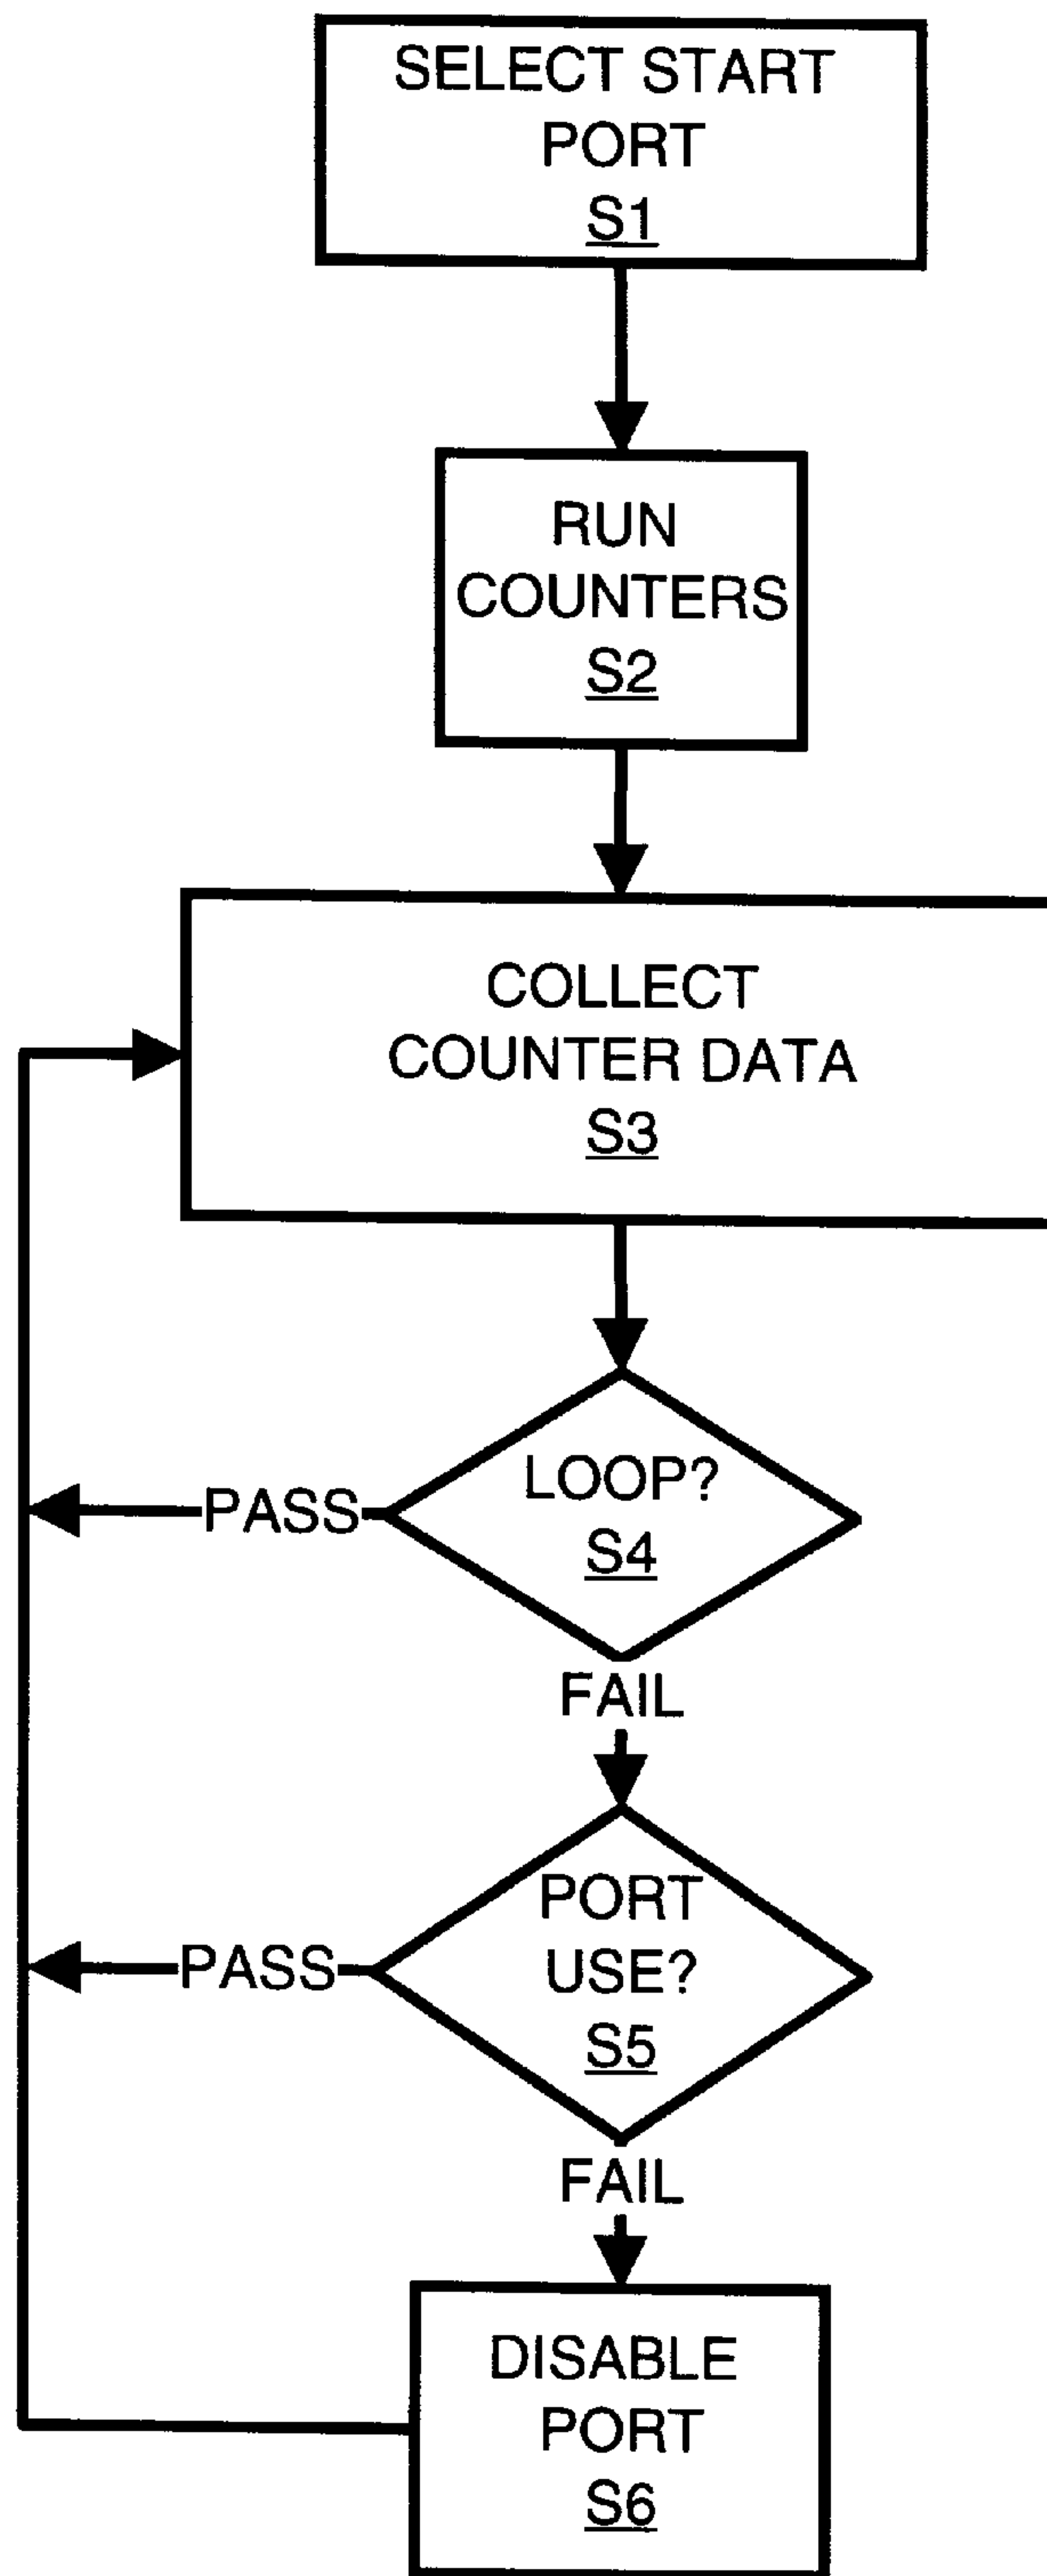 SELECT START
PORT
S1
RUN
COUNTERS
S2
COLLECT
COUNTER DATA
S3
LOOP?
S4
PASS
FAIL
PORT
USE?
S5
PASS
FAIL
DISABLE
PORT
S6